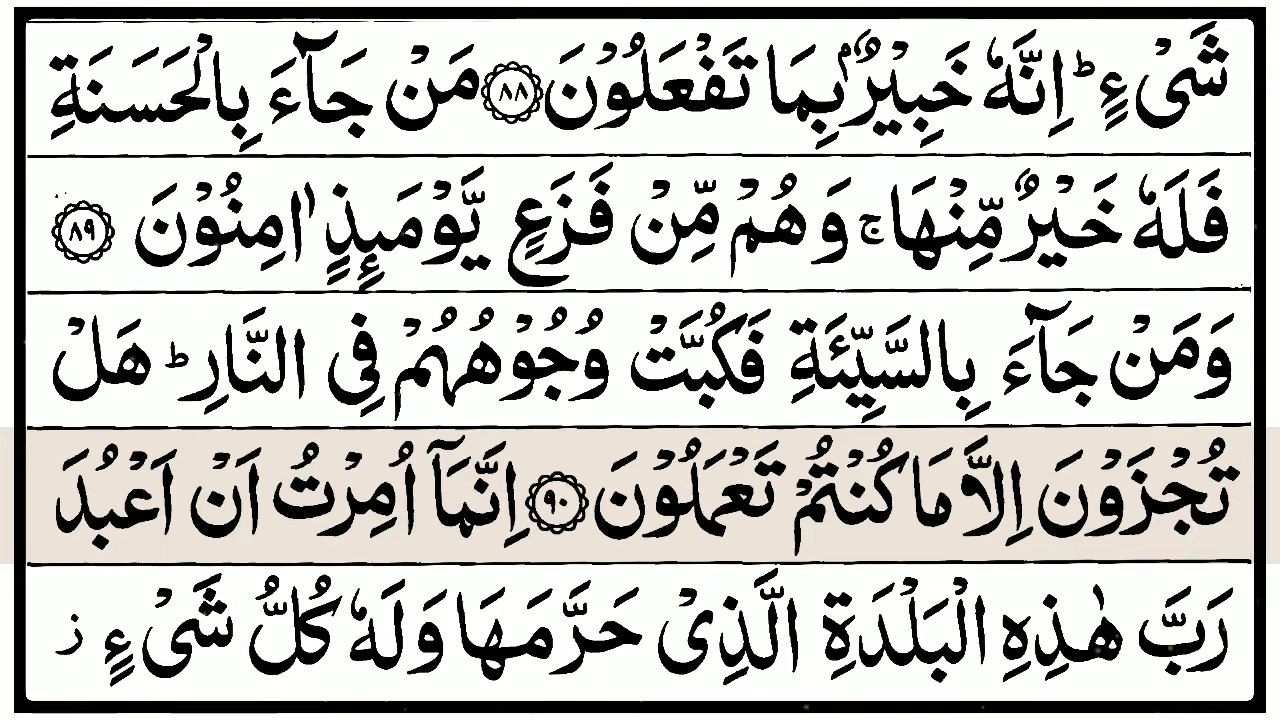 شَیْءٍ ؕ اِنَّهٗ خَبِیْرٌۢ بِمَا تَفْعَلُوْنَ ﴿۸۸﴾ مَنْ جَآءَ بِالْحَسَنَةِ
فَلَهٗ خَیْرٌ مِّنْهَا ۚ وَهُمْ مِّنْ فَزَعٍ یَّوْمَىِٕذٍ اٰمِنُوْنَ ﴿۸۹﴾
وَمَنْ جَآءَ بِالسَّیِّئَةِ فَكُبَّتْ وُجُوْهُهُمْ فِی النَّارِ ؕ هَلْ
تُجْزَوْنَ اِلَّا مَا كُنْتُمْ تَعْمَلُوْنَ ﴿۹۰﴾ اِنَّمَاۤ اُمِرْتُ اَنْ اَعْبُدَ
رَبَّ هٰذِهِ الْبَلْدَةِ الَّذِیْ حَرَّمَهَا وَلَهٗ كُلُّ شَیْءٍ ز